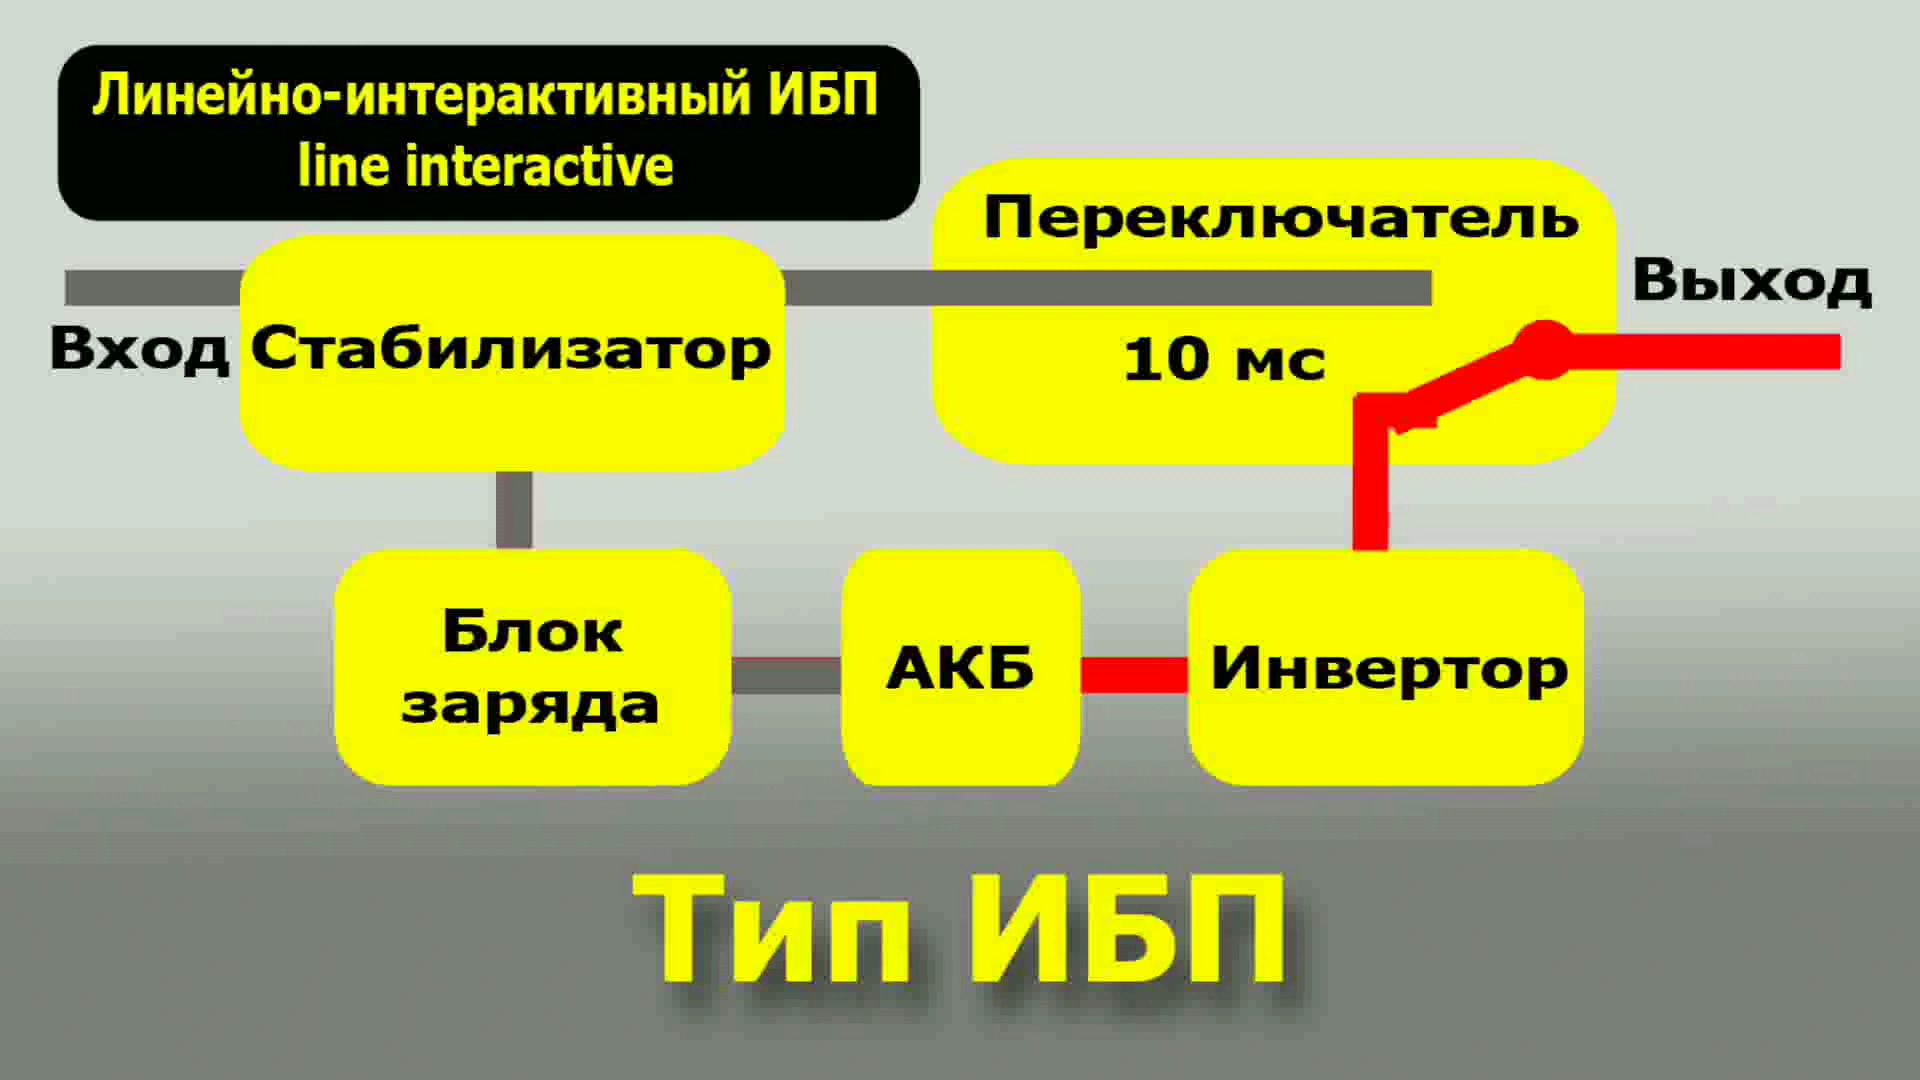 Линейно-интерактивный ИБП
line interactive
Переключатель
Выход
Вход
Стабилизатор
10 мс
Блок
заряда
АКБ
Инвертор
Тип ИБП